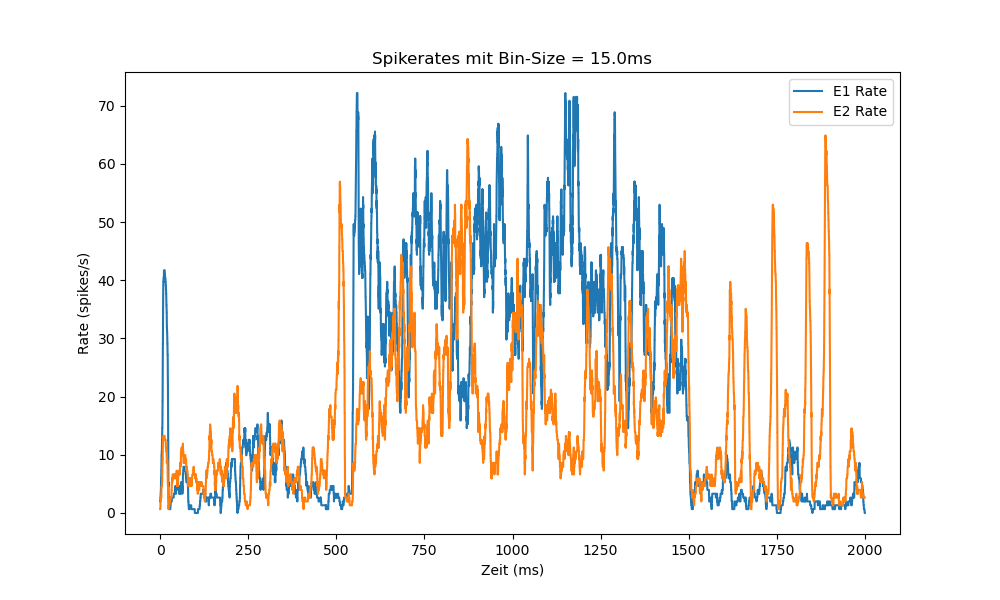 Spikerates mit Bin-Size = 15.0ms
E1 Rate
E2 Rate
Rate (spikes/s)
70
60
50
40
30
20
10
0
0 250 500 750 1000 1250 1500 1750 2000
Zeit (ms)